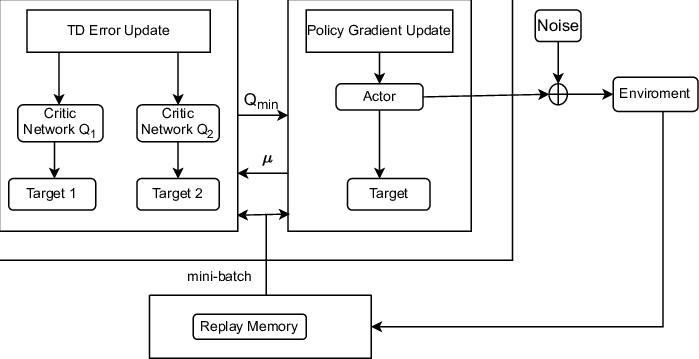 TD Error Update
Policy Gradient Update
Noise
Critic
Network Q1
Critic
Network Q2
Qmin
Actor
Enviroment
μ
Target 1
Target 2
Target
mini-batch
Replay Memory